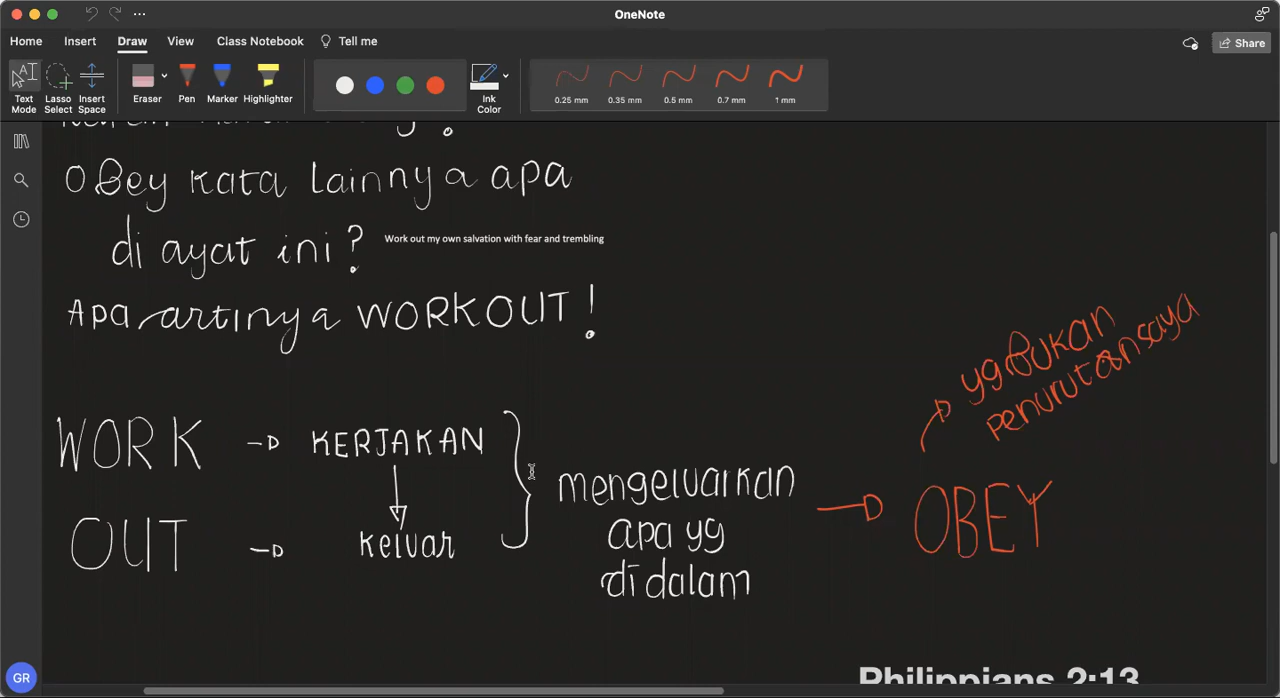 OneNote
Home Insert Draw View Class Notebook Tell me
Share
Text Mode
Lasso Select
Insert Space
Eraser
Pen
Marker
Highlighter
Ink Color
0.25 mm
0.35 mm
0.5 mm
0.7 mm
1 mm
OBey kata lainnya apa
di ayat ini?
Work out my own salvation with fear and trembling
Apa artinya WORKOUT!
yg Bukan
penurutan saya
WORK
KERJAKAN
OUT
Keluar
mengeluarkan
apa yg
didalam
OBEY
Philippians 2:13
GR